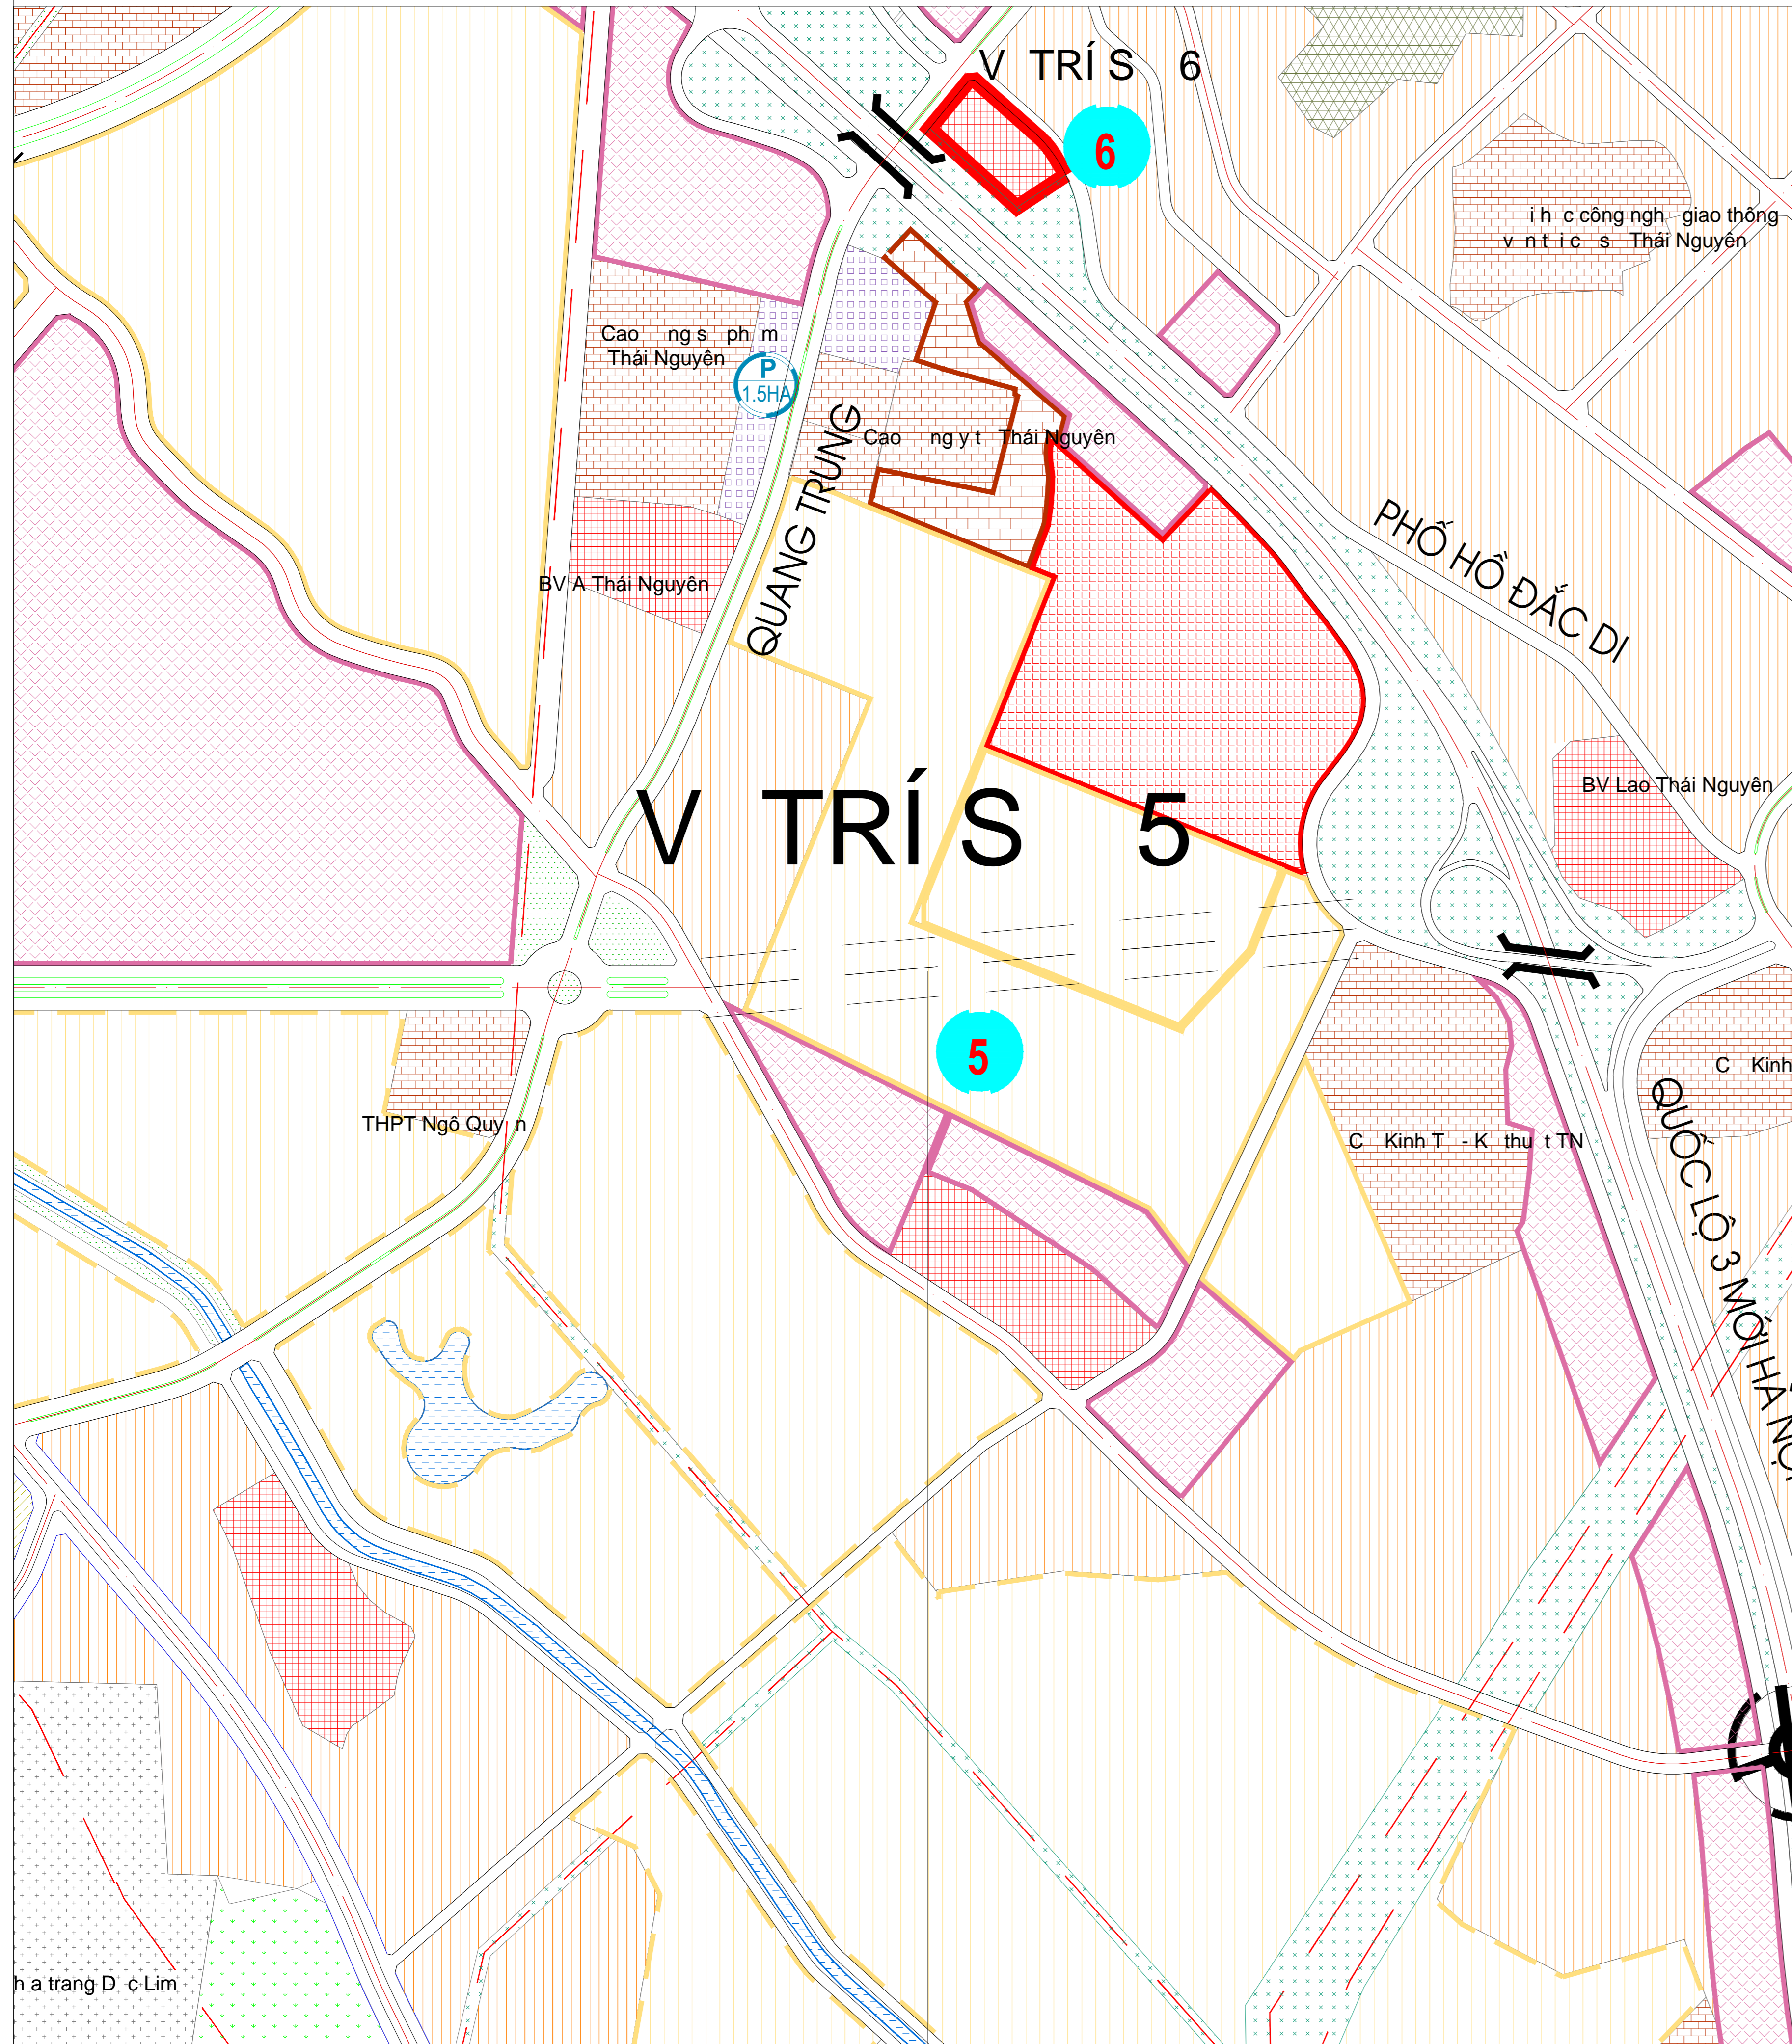 V TRÍ S 6
6
i h c công ngh giao thông
v n t i c s Thái Nguyên
Cao ng s ph m
Thái Nguyên
P
1.5HA
QUANG TRUNG
Cao ng y t Thái Nguyên
PHỐ HỒ ĐẮC DI
BV A Thái Nguyên
BV Lao Thái Nguyên
V TRÍ S 5
5
C Kinh
THPT Ngô Quy n
C Kinh T - K thu t TN
QUỐC LỘ 3 MỚI HÀ NỘI
h a trang D c Lim